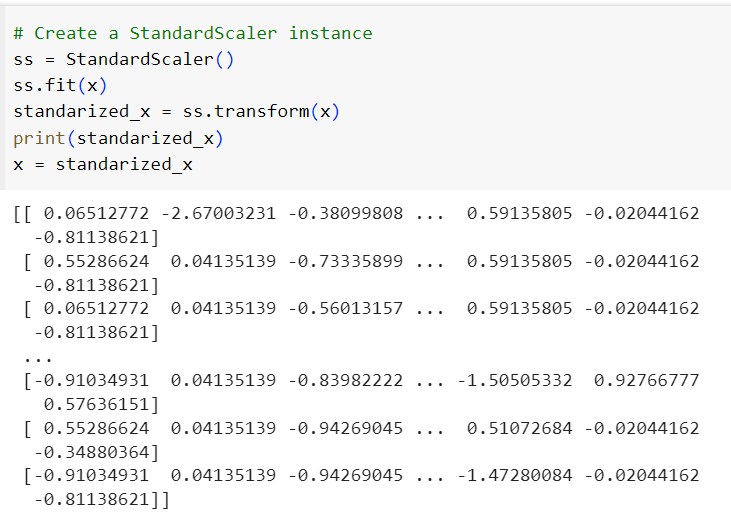 # Create a StandardScaler instance
ss = StandardScaler()
ss.fit(x)
standarized_x = ss.transform(x)
print(standarized_x)
x = standarized_x
[[ 0.06512772 -2.67003231 -0.38099808 ...  0.59135805 -0.02044162
  -0.81138621]
 [ 0.55286624  0.04135139 -0.73335899 ...  0.59135805 -0.02044162
  -0.81138621]
 [ 0.06512772  0.04135139 -0.56013157 ...  0.59135805 -0.02044162
  -0.81138621]
 ...
 [-0.91034931  0.04135139 -0.83982222 ... -1.50505332  0.92766777
   0.57636151]
 [ 0.55286624  0.04135139 -0.94269045 ...  0.51072684 -0.02044162
  -0.34880364]
 [-0.91034931  0.04135139 -0.94269045 ... -1.47280084 -0.02044162
  -0.81138621]]